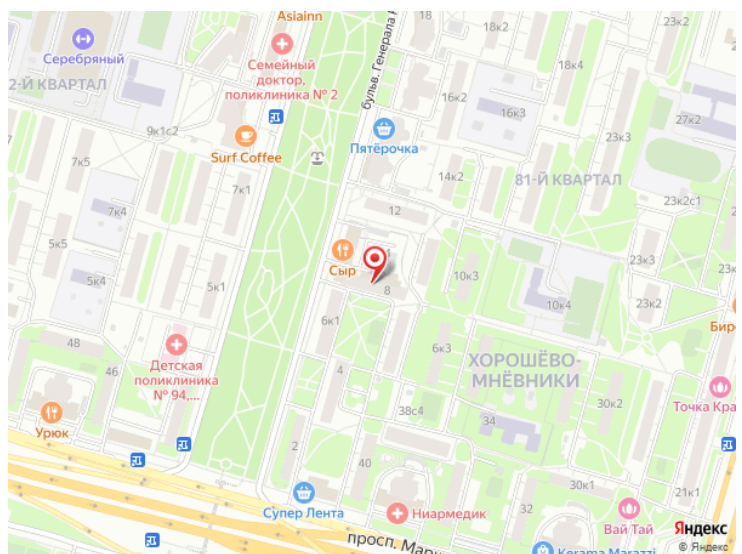 Asiainn
18
23к2
Серебряный
Семейный
доктор,
поликлиника № 2
бульв. Генерала
18к4
2-Й КВАРТАЛ
16к2
16к3
27к2
9к1с2
Surf Coffee
Пятёрочка
7к5
7к1
14к2
81-Й КВАРТАЛ
7к4
12
23к2с1
5к5
Сыр
23к3
23к3
10к3
5к4
5к1
8
10к4
6к1
Бир
48
Детская
поликлиника
№ 94,...
6к3
ХОРОШЁВО-
МНЁВНИКИ
46
4
Точка Кра
Урюк
38с4
34
30к2
2
40
30к1
21к1
Супер Лента
Ниармедик
32
Вай Тай
Яндекс
просп. Мар
Kerama Marazzi
© Яндекс